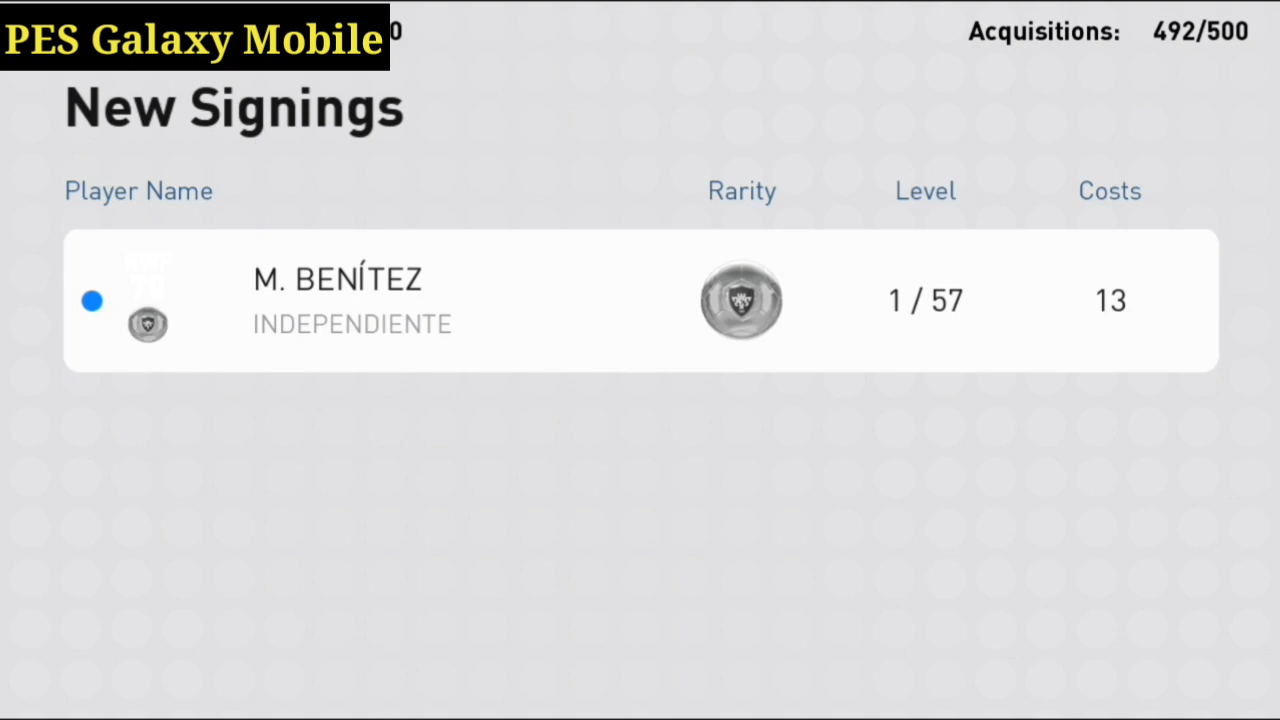 PES Galaxy Mobile
0
Acquisitions: 492/500
New Signings
Player Name Rarity Level Costs
M. BENÍTEZ
INDEPENDIENTE
1 / 57
13